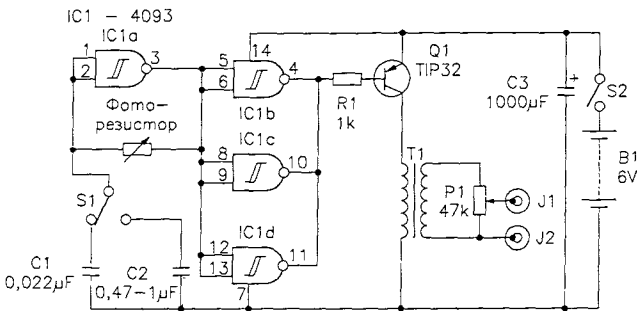 IC1 - 4093
IC1a
1
2
3
5
6
14
4
IC1b
Q1
TIP32
R1
1k
C3
1000µF
+
S2
B1
6V
Фото-
резистор
IC1c
8
9
10
T1
P1
47k
J1
J2
S1
IC1d
12
13
11
7
C1
0,022µF
C2
0,47-1µF